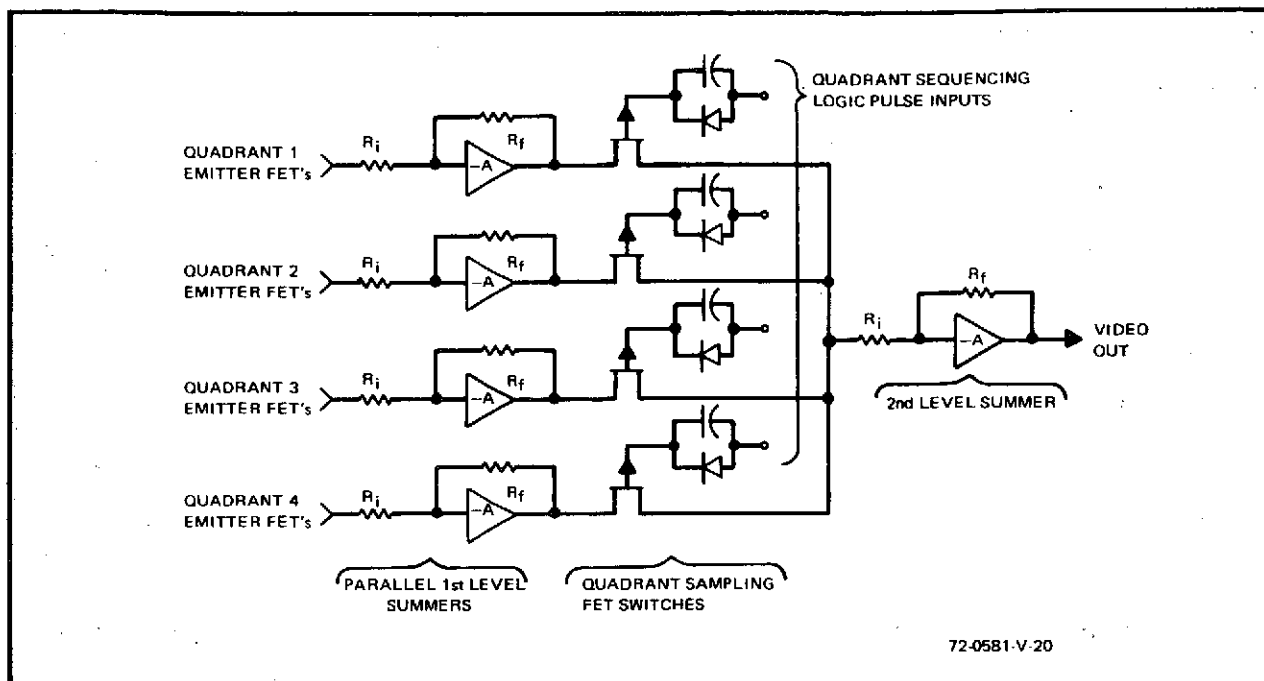 QUADRANT SEQUENCING
LOGIC PULSE INPUTS
QUADRANT 1
EMITTER FET's
Ri
Rf
–A
QUADRANT 2
EMITTER FET's
Ri
Rf
–A
QUADRANT 3
EMITTER FET's
Ri
Rf
–A
QUADRANT 4
EMITTER FET's
Ri
Rf
–A
Ri
Rf
–A
VIDEO
OUT
2nd LEVEL SUMMER
PARALLEL 1st LEVEL
SUMMERS
QUADRANT SAMPLING
FET SWITCHES
72-0581-V-20